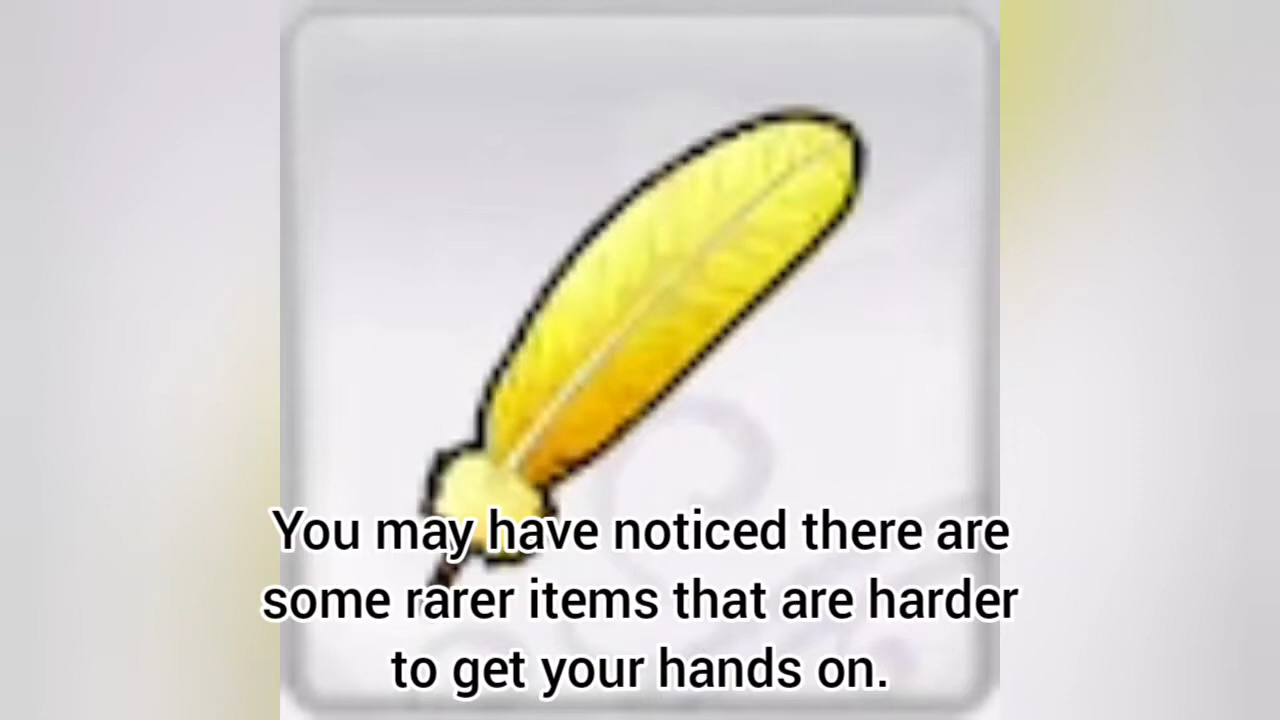 You may have noticed there are
some rarer items that are harder
to get your hands on.